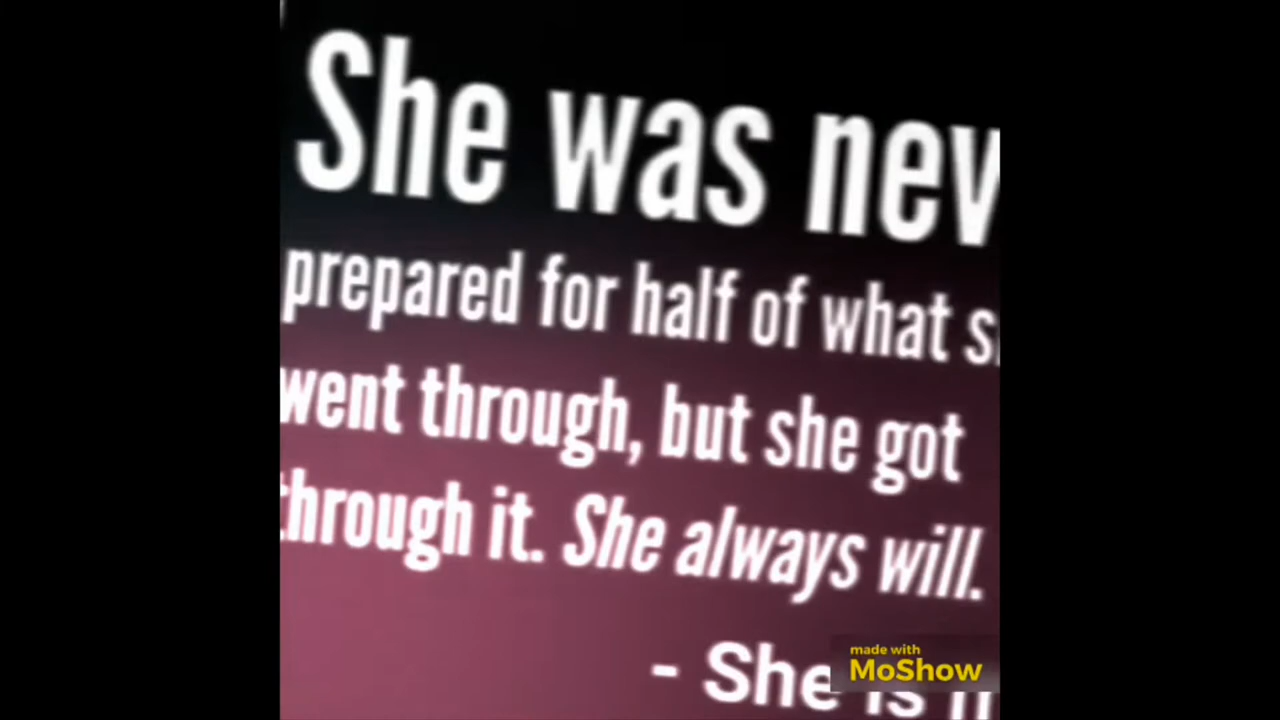 She was nev
prepared for half of what s
went through, but she got
through it. She always will.
- She is
made with
MoShow